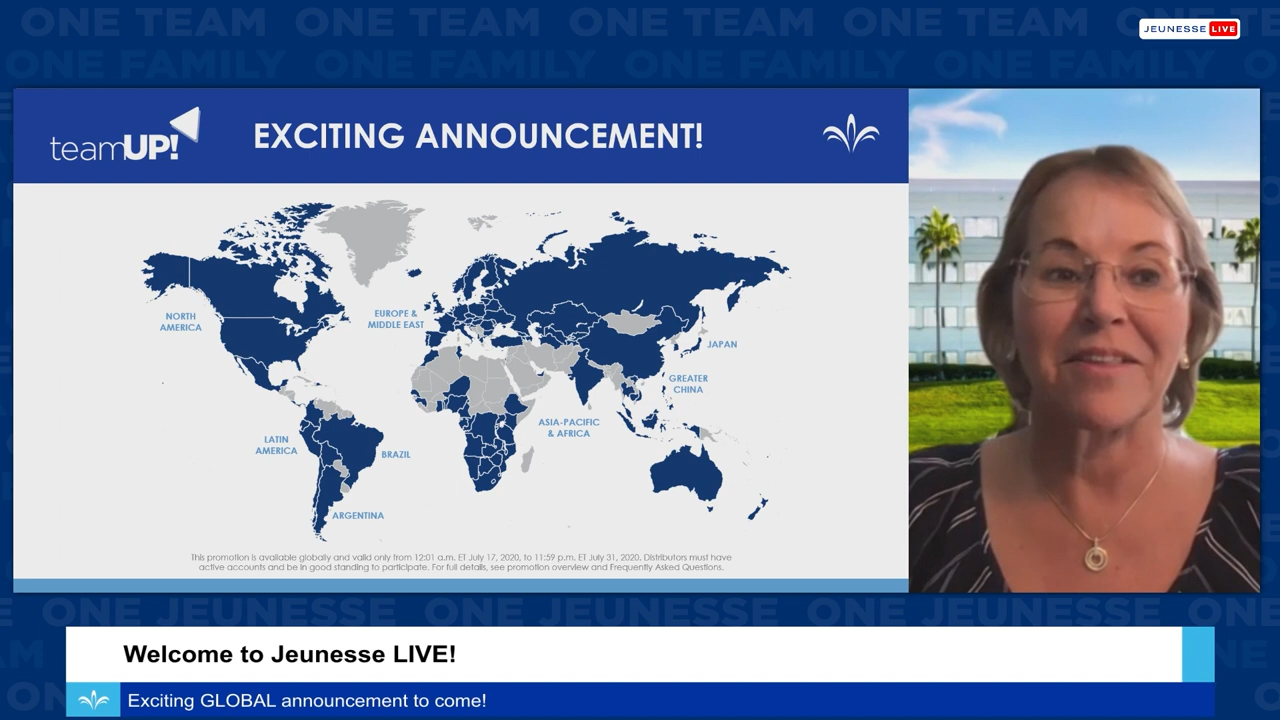 ONE TEAM ONE TEAM ONE TEAM ONE TE
ONE FAMILY ONE FAMILY ONE FAMILY ONE FAMILY
JEUNESSE LIVE
teamUP!
EXCITING ANNOUNCEMENT!
NORTH
AMERICA
EUROPE &
MIDDLE EAST
JAPAN
GREATER
CHINA
ASIA-PACIFIC
& AFRICA
LATIN
AMERICA
BRAZIL
ARGENTINA
This promotion is available globally and valid only from 12:01 a.m. ET July 17, 2020, to 11:59 p.m. ET July 31, 2020. Distributors must have
active accounts and be in good standing to participate. For full details, see promotion overview and Frequently Asked Questions.
ONE JEUNESSE ONE JEUNESSE ONE JEUNESSE ONE
Welcome to Jeunesse LIVE!
Exciting GLOBAL announcement to come!